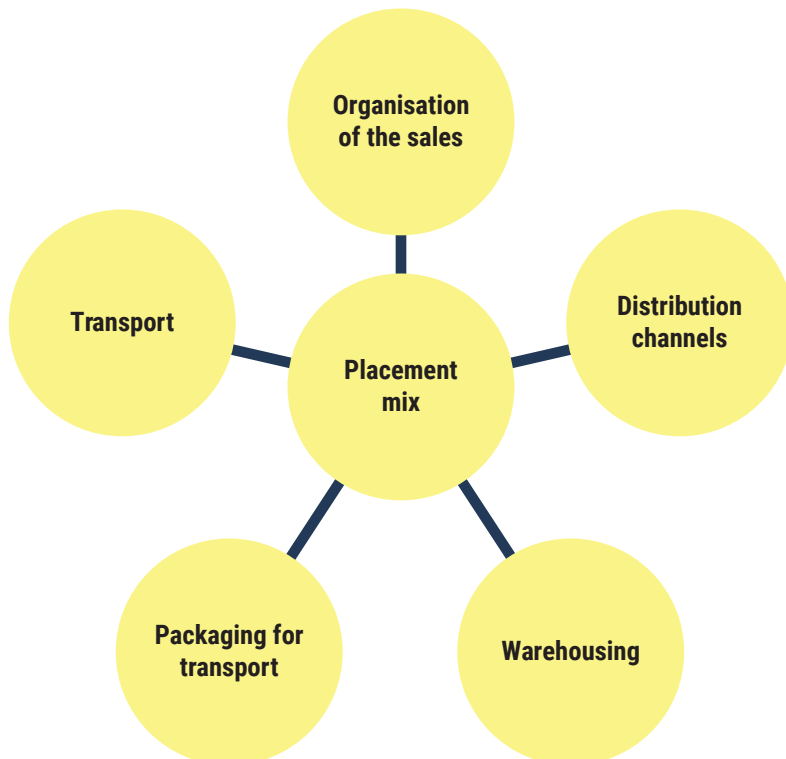 Organisation
of the sales
Transport
Distribution
channels
Placement
mix
Packaging for
transport
Warehousing